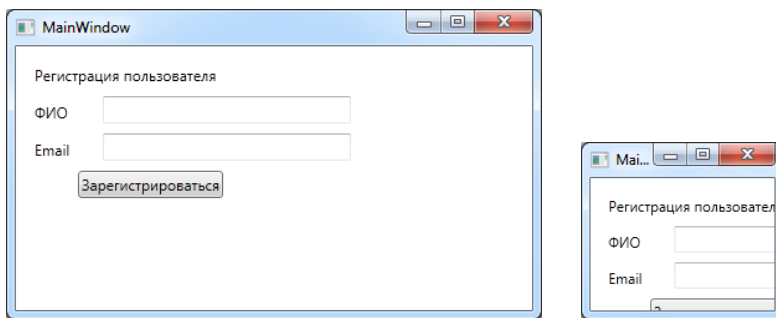 MainWindow
Регистрация пользователя
ФИО
Email
Зарегистрироваться
Mai...
Регистрация пользовател
ФИО
Email